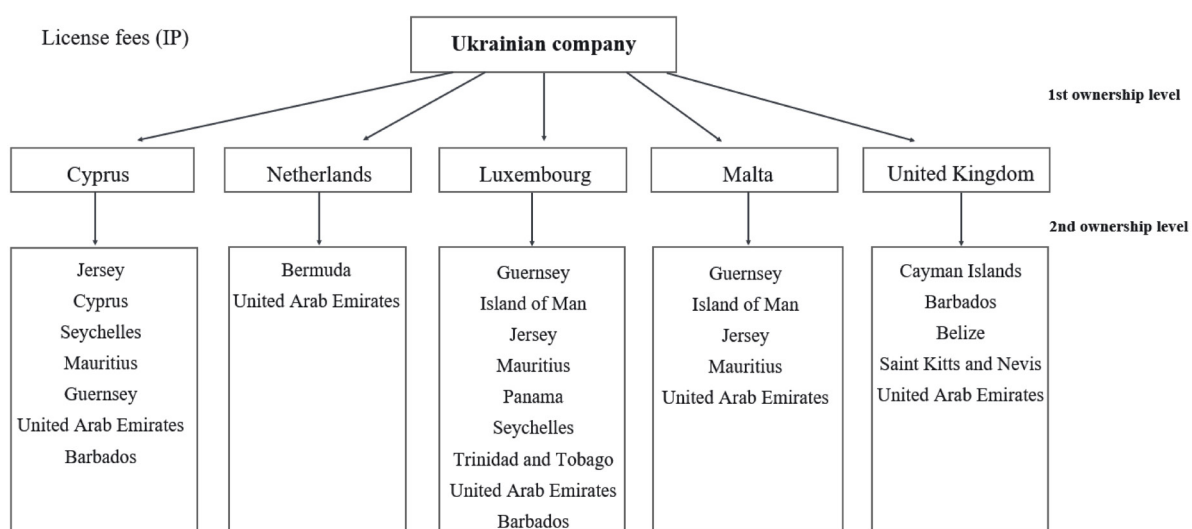 License fees (IP)
Ukrainian company
1st ownership level
Cyprus
Netherlands
Luxembourg
Malta
United Kingdom
2nd ownership level
Jersey
Cyprus
Seychelles
Mauritius
Guernsey
United Arab Emirates
Barbados
Bermuda
United Arab Emirates
Guernsey
Island of Man
Jersey
Mauritius
Panama
Seychelles
Trinidad and Tobago
United Arab Emirates
Barbados
Guernsey
Island of Man
Jersey
Mauritius
United Arab Emirates
Cayman Islands
Barbados
Belize
Saint Kitts and Nevis
United Arab Emirates